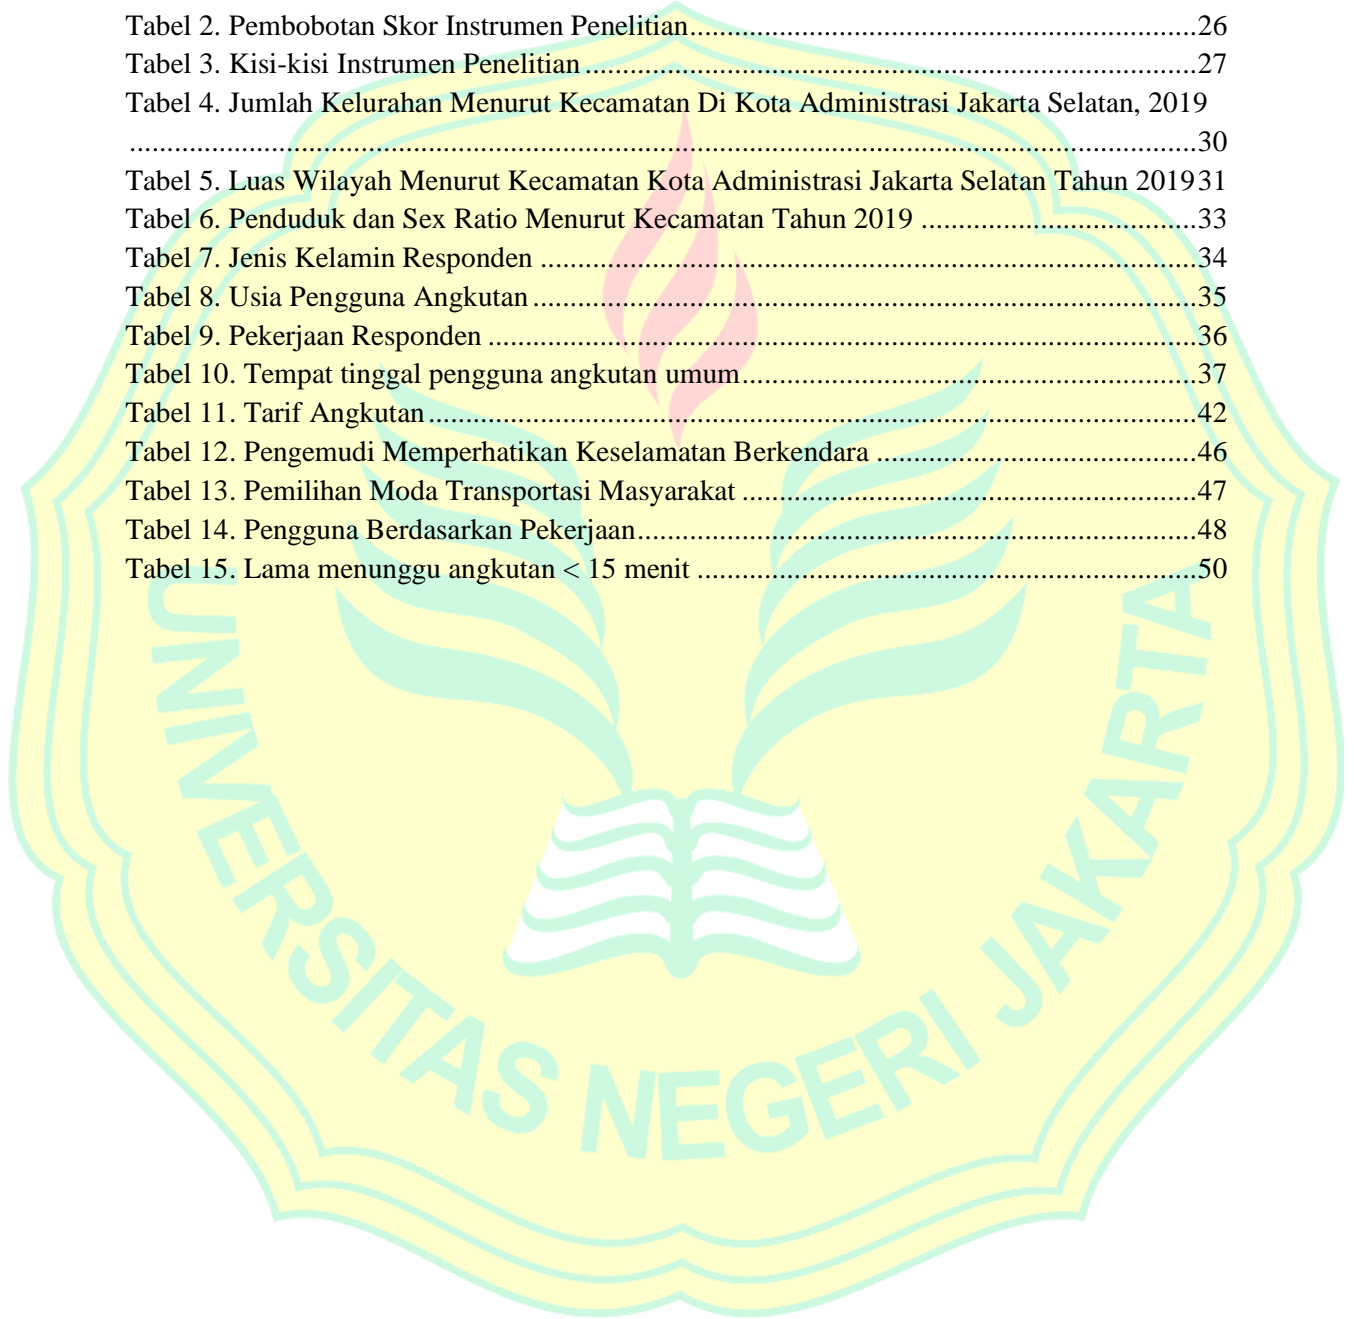 Tabel 2. Pembobotan Skor Instrumen Penelitian....................................................................26
Tabel 3. Kisi-kisi Instrumen Penelitian..................................................................................27
Tabel 4. Jumlah Kelurahan Menurut Kecamatan Di Kota Administrasi Jakarta Selatan, 2019
...............................................................................................................................................30
Tabel 5. Luas Wilayah Menurut Kecamatan Kota Administrasi Jakarta Selatan Tahun 201931
Tabel 6. Penduduk dan Sex Ratio Menurut Kecamatan Tahun 2019 .....................................33
Tabel 7. Jenis Kelamin Responden ........................................................................................34
Tabel 8. Usia Pengguna Angkutan.........................................................................................35
Tabel 9. Pekerjaan Responden ...............................................................................................36
Tabel 10. Tempat tinggal pengguna angkutan umum.............................................................37
Tabel 11. Tarif Angkutan.......................................................................................................42
Tabel 12. Pengemudi Memperhatikan Keselamatan Berkendara ...........................................46
Tabel 13. Pemilihan Moda Transportasi Masyarakat .............................................................47
Tabel 14. Pengguna Berdasarkan Pekerjaan...........................................................................48
Tabel 15. Lama menunggu angkutan < 15 menit ...................................................................50
UNIVERSITAS NEGERI JAKARTA